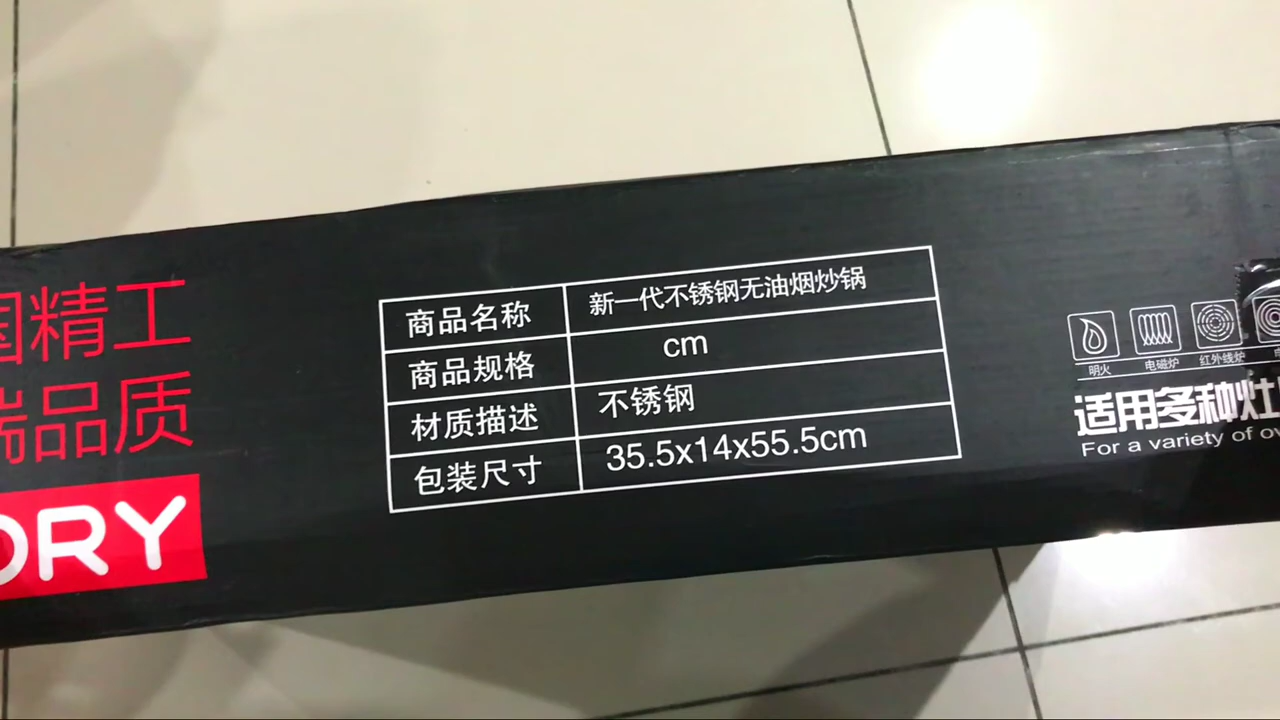 国精工
端品质
ORY
商品名称 新一代不锈钢无油烟炒锅
商品规格 cm
材质描述 不锈钢
包装尺寸 35.5x14x55.5cm
明火 电磁炉 红外线炉
适用多种灶
For a variety of ov